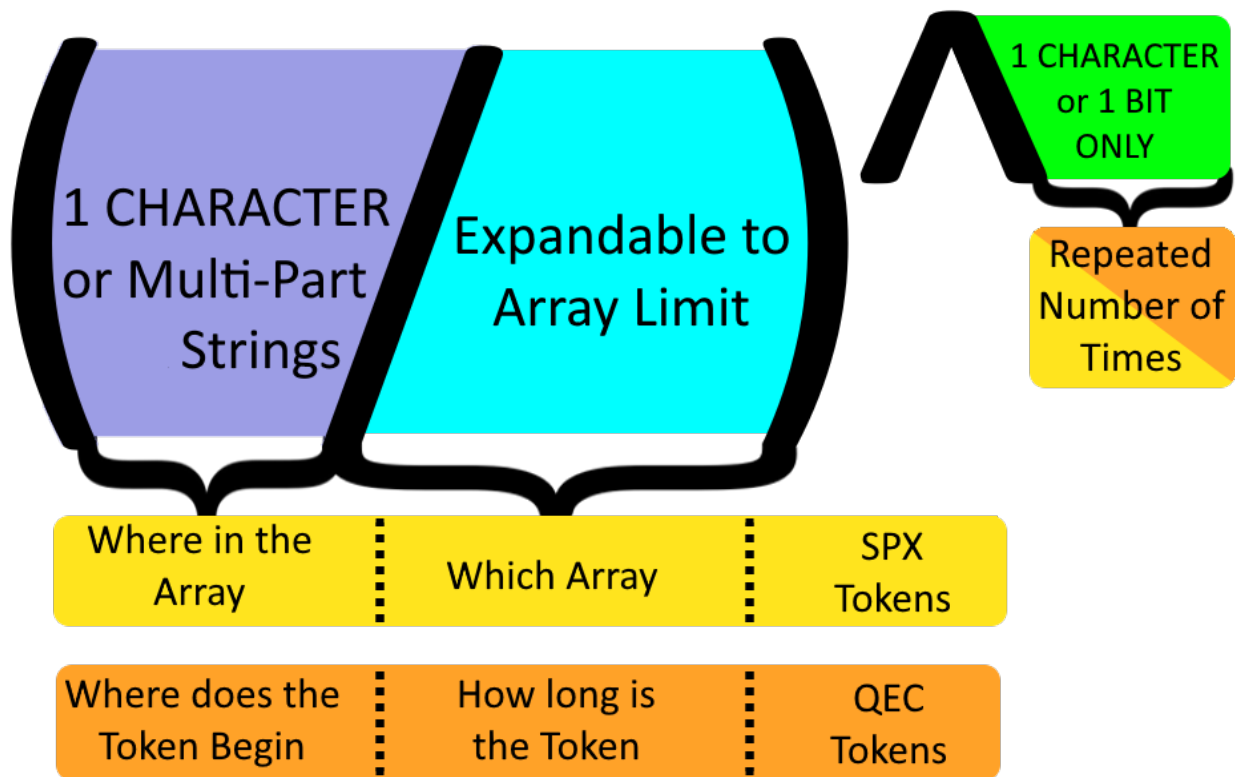 1 CHARACTER
or Multi-Part
Strings
Expandable to
Array Limit
1 CHARACTER
or 1 BIT
ONLY
Repeated
Number of
Times
Where in the
Array
Which Array
SPX
Tokens
Where does the
Token Begin
How long is
the Token
QEC
Tokens